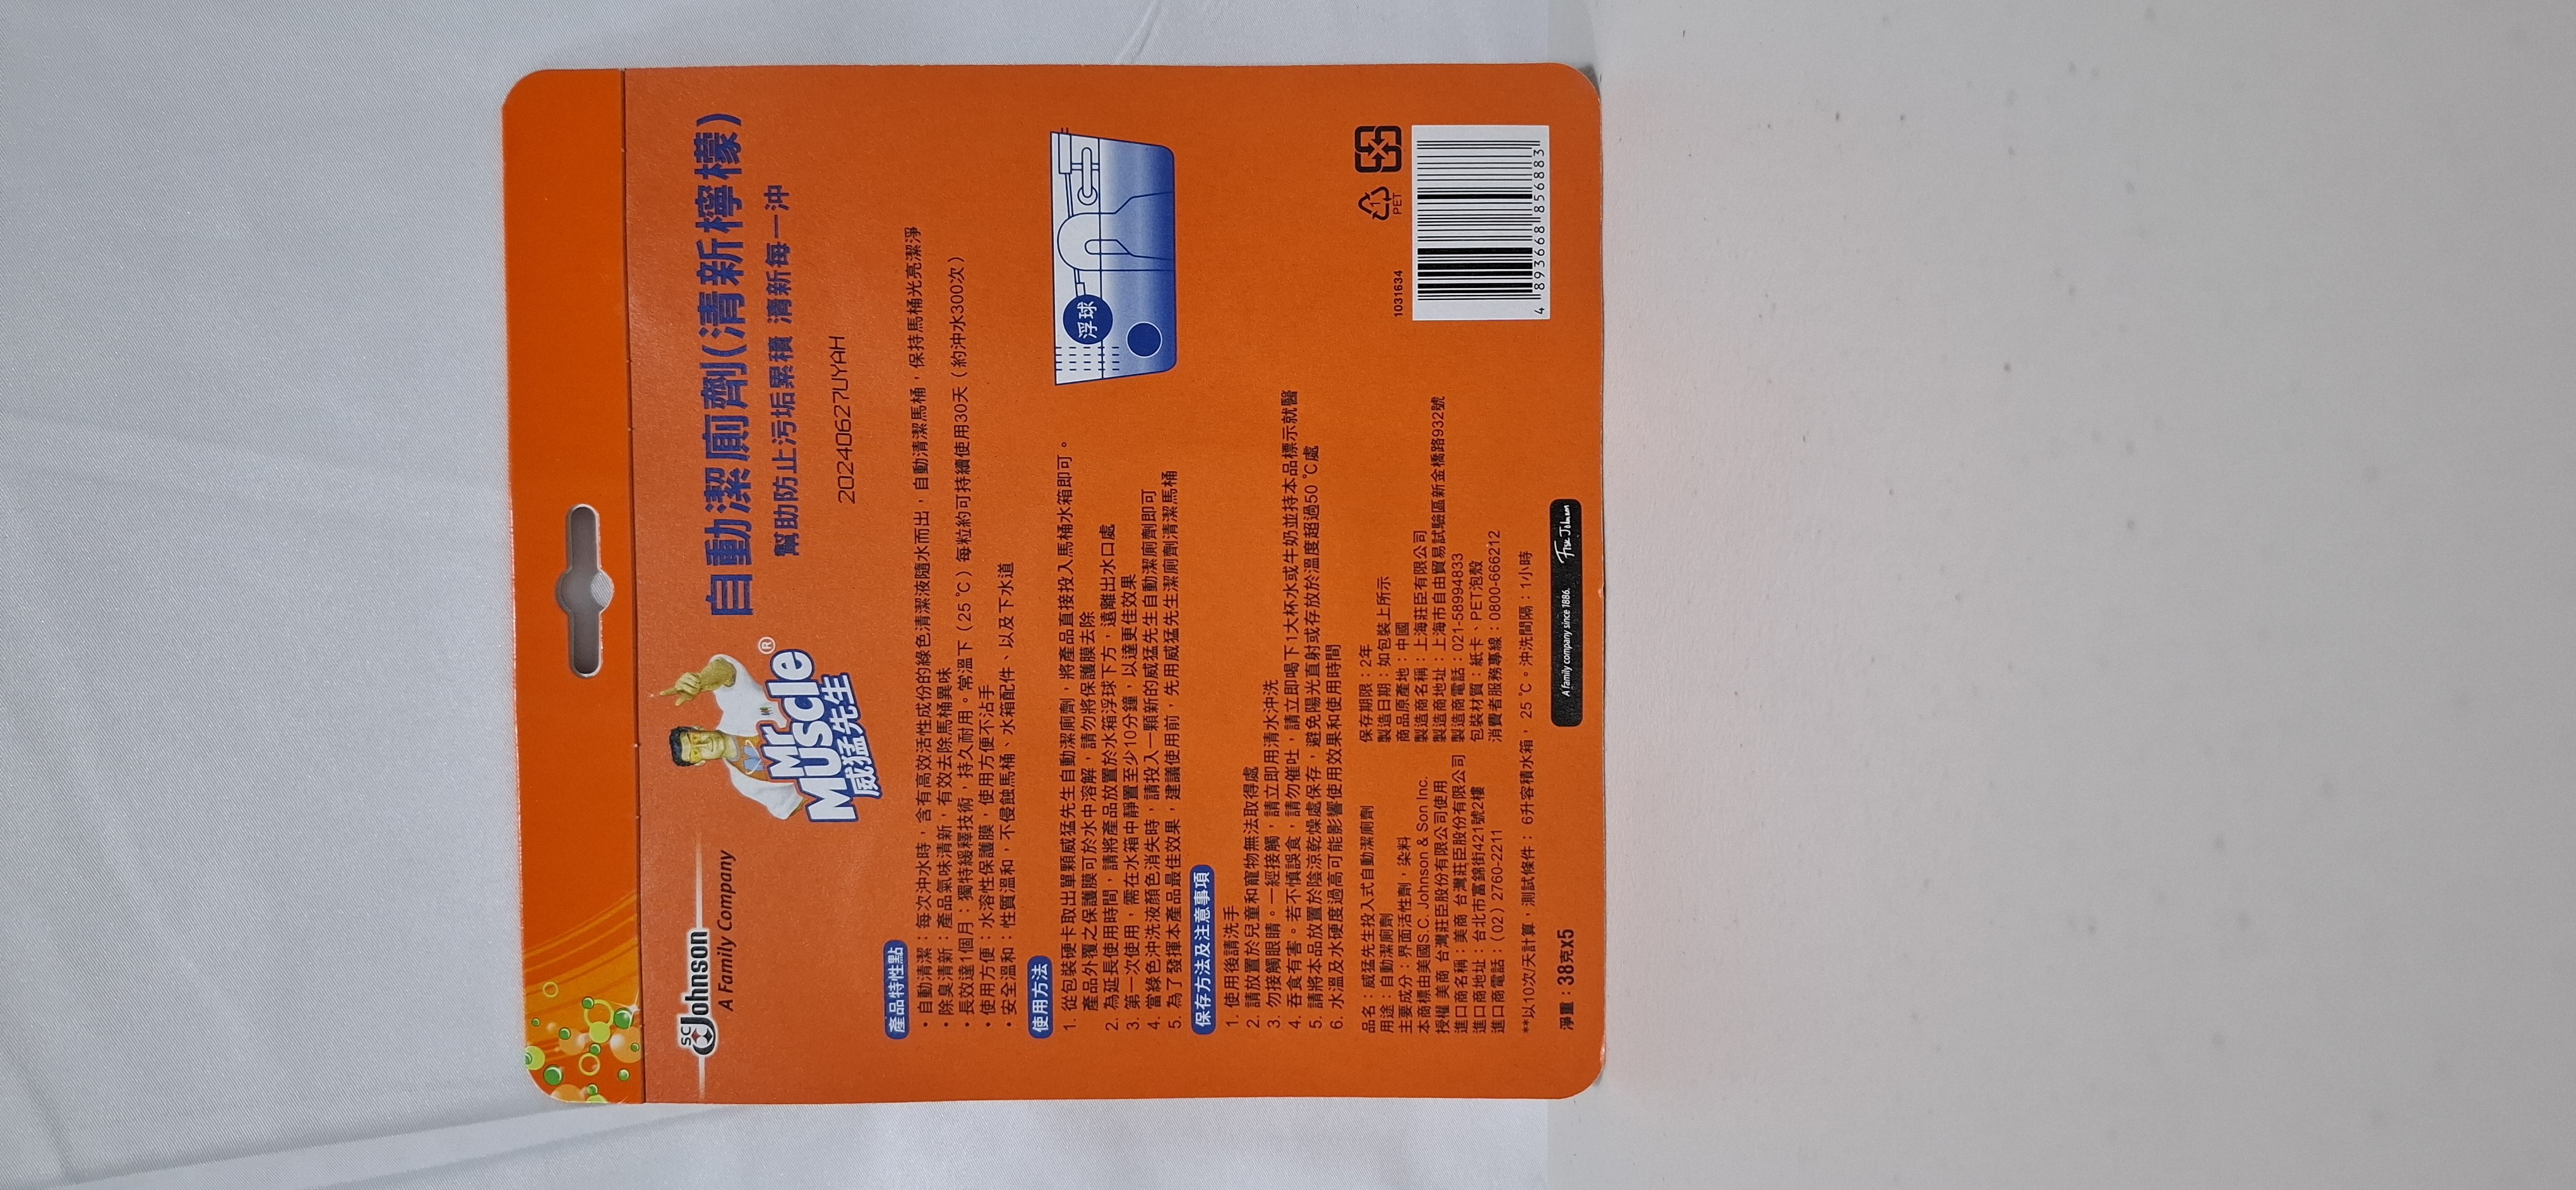 SC Johnson
A Family Company
Mr Muscle®
威猛先生
自動潔廁劑(清新檸檬)
幫助防止污垢累積 清新每一沖
20240627UYAH
產品特性點
・自動清潔：每次沖水時，含有高效活性成份的綠色清潔液隨水而出，自動清潔馬桶，保持馬桶光亮潔淨
・除臭清新：產品氣味清新，有效去除馬桶異味
・長效達1個月：獨特緩釋技術，持久耐用。常溫下（25 ℃）每粒約可持續使用30天（約沖水300次）
・使用方便：水溶性保護膜，使用方便不沾手
・安全溫和：性質溫和，不侵蝕馬桶、水箱配件、以及下水道
使用方法
1. 從包裝硬卡取出單顆威猛先生自動潔廁劑，將產品直接投入馬桶水箱即可。
產品外覆之保護膜可於水中溶解，請勿將保護膜去除
2. 為延長使用時間，請將產品放置於水箱浮球下方，遠離出水口處
3. 第一次使用，需在水箱中靜置至少10分鐘，以達更佳效果
4. 當綠色沖洗液顏色消失時，請投入一顆新的威猛先生自動潔廁劑即可
5. 為了發揮本產品最佳效果，建議使用前，先用威猛先生潔廁劑清潔馬桶
浮球
保存方法及注意事項
1. 使用後請洗手
2. 請放置於兒童和寵物無法取得處
3. 勿接觸眼睛。一經接觸，請立即用清水沖洗
4. 吞食有害。若不慎誤食，請勿催吐，請立即喝下1大杯水或牛奶並持本品標示就醫
5. 請將本品放置於陰涼乾燥處保存，避免陽光直射或存放於溫度超過50 ℃處
6. 水溫及水硬度過高可能影響使用效果和使用時間
品名：威猛先生投入式自動潔廁劑
用途：自動潔廁劑
主要成分：界面活性劑，染料
本商標由美國S.C. Johnson & Son Inc.
授權 美商 台灣莊臣股份有限公司使用
進口商名稱：美商 台灣莊臣股份有限公司
進口商地址：台北市富錦街421號2樓
進口商電話：(02) 2760-2211
保存期限：2年
製造日期：如包裝上所示
商品原產地：中國
製造商名稱：上海莊臣有限公司
製造商地址：上海市自由貿易試驗區新金橋路932號
製造商電話：021-58994833
包裝材質：紙卡、PET泡殼
消費者服務專線：0800-6666212
**以10次/天計算，測試條件： 6升容積水箱，25 ℃。沖洗間隔：1小時
淨重：38克x5
A family company since 1886.
Fisk Johnson
1
PET
1031634
4 893668 856883